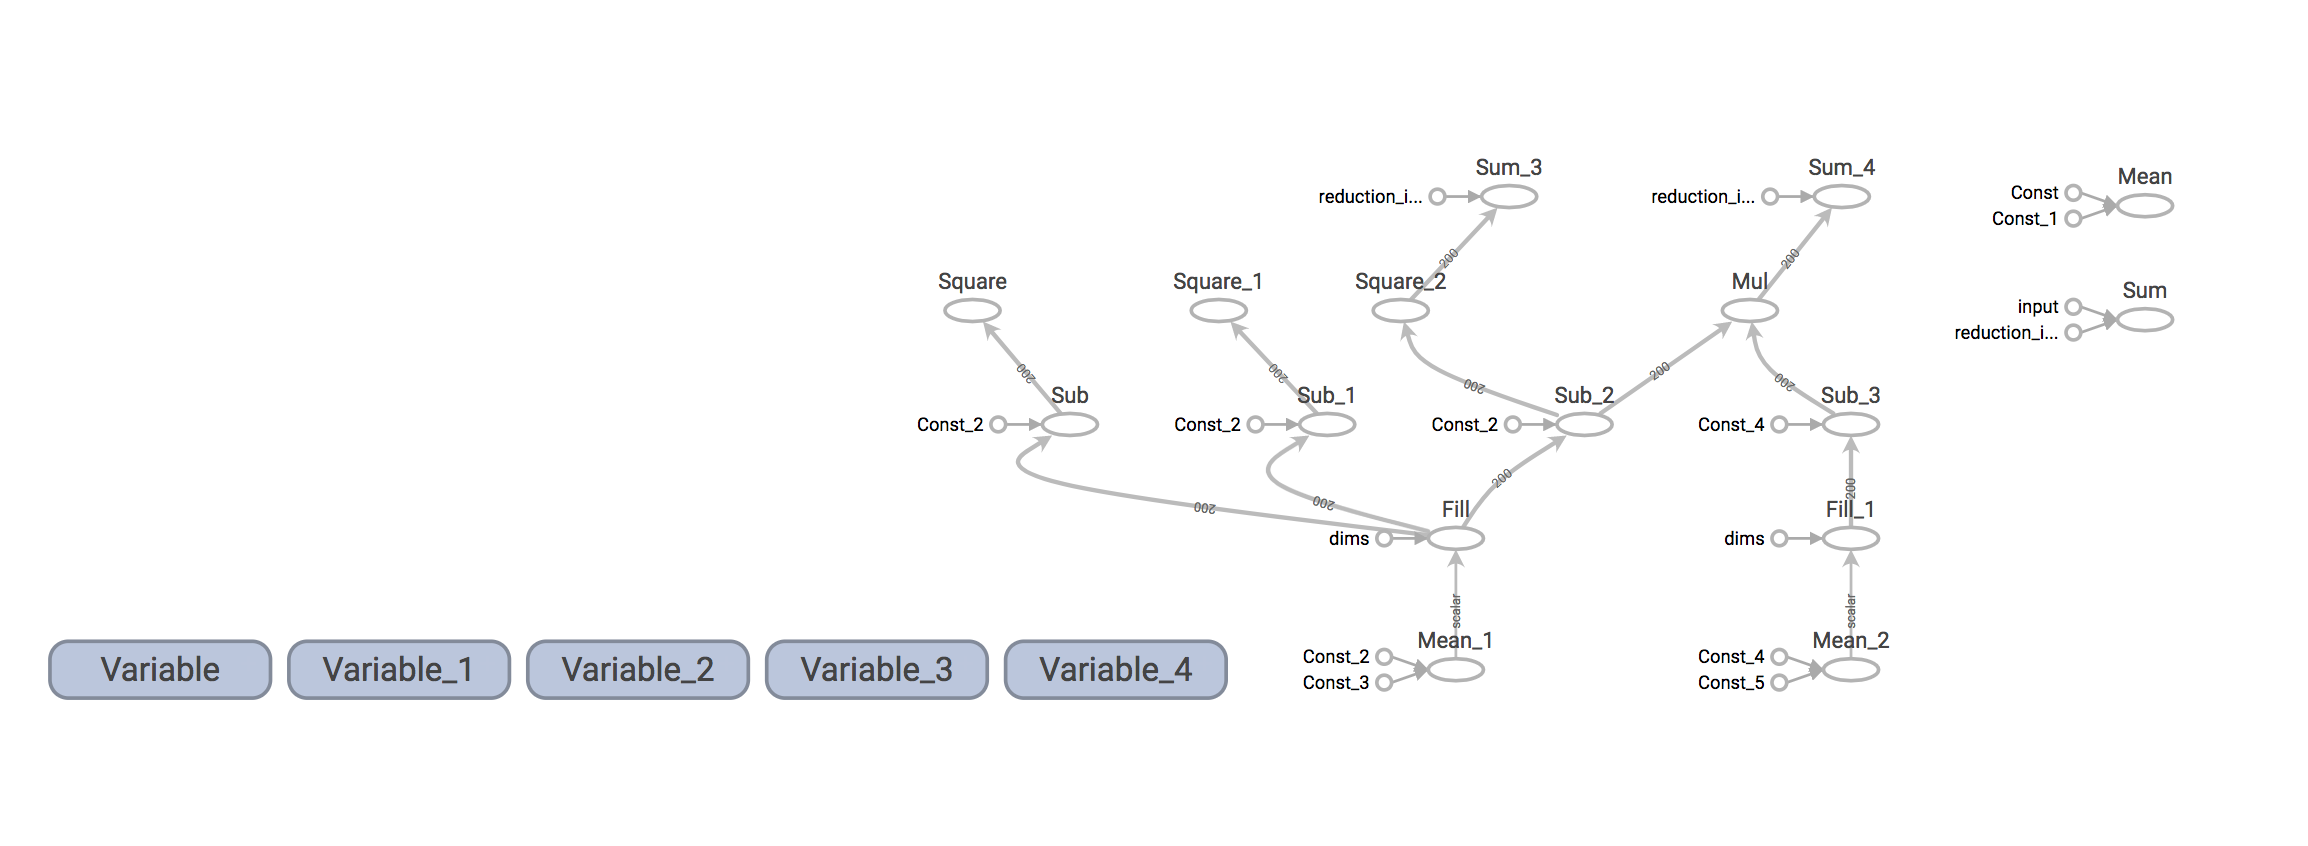 Sum_3
Sum_4
reduction_i...
reduction_i...
Mean
Const
Const_1
200
200
Square
Square_1
Square_2
Mul
Sum
input
reduction_i...
200
200
200
200
200
Sub
Sub_1
Sub_2
Sub_3
Const_2
Const_2
Const_2
Const_4
200
200
200
200
Fill
Fill_1
dims
dims
scalar
scalar
Mean_1
Mean_2
Const_2
Const_3
Const_4
Const_5
Variable
Variable_1
Variable_2
Variable_3
Variable_4